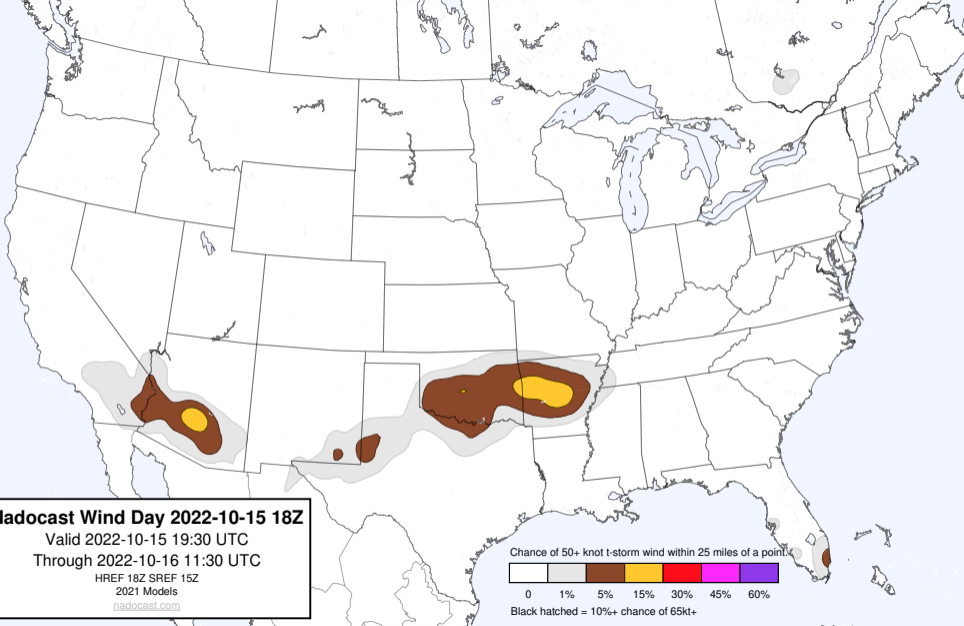 Nadocast Wind Day 2022-10-15 18Z
Valid 2022-10-15 19:30 UTC
Through 2022-10-16 11:30 UTC
HREF 18Z SREF 15Z
2021 Models
nadocast.com
Chance of 50+ knot t-storm wind within 25 miles of a point.
0 1% 5% 15% 30% 45% 60%
Black hatched = 10%+ chance of 65kt+